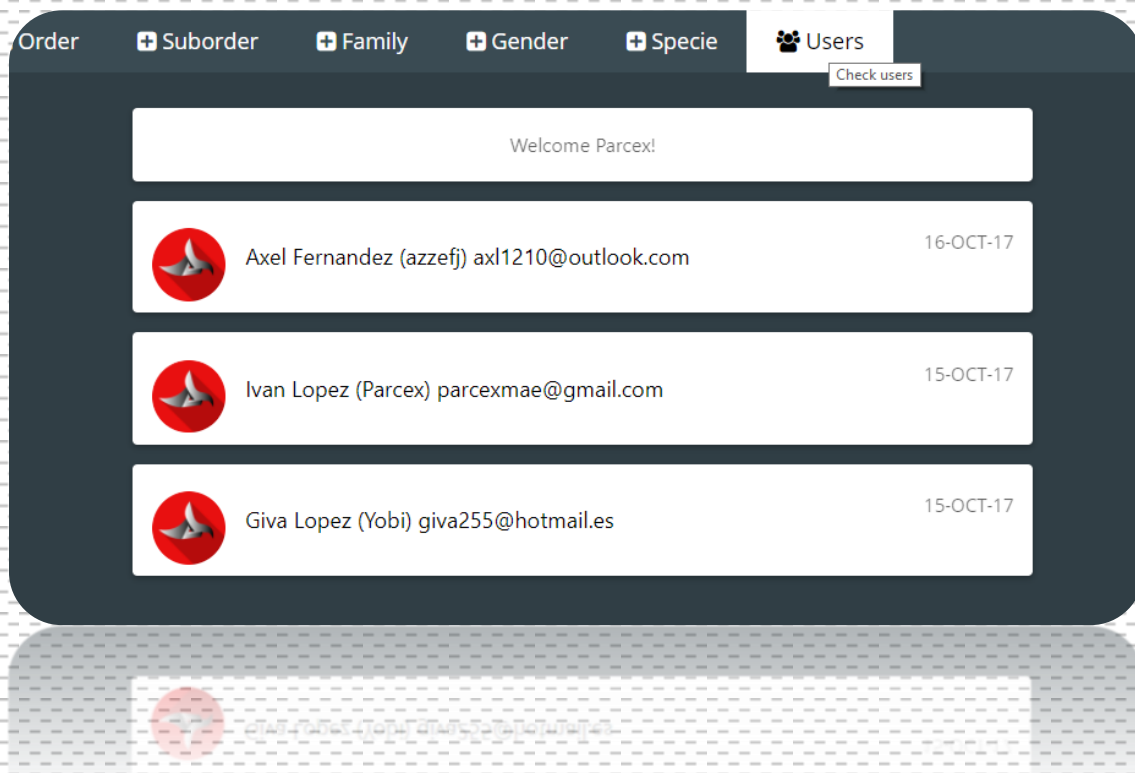 Order Suborder Family Gender Specie Users
Check users
Welcome Parcex!
16-OCT-17
Axel Fernandez (azzefj) axl1210@outlook.com
15-OCT-17
Ivan Lopez (Parcex) parcexmae@gmail.com
15-OCT-17
Giva Lopez (Yobi) giva255@hotmail.es